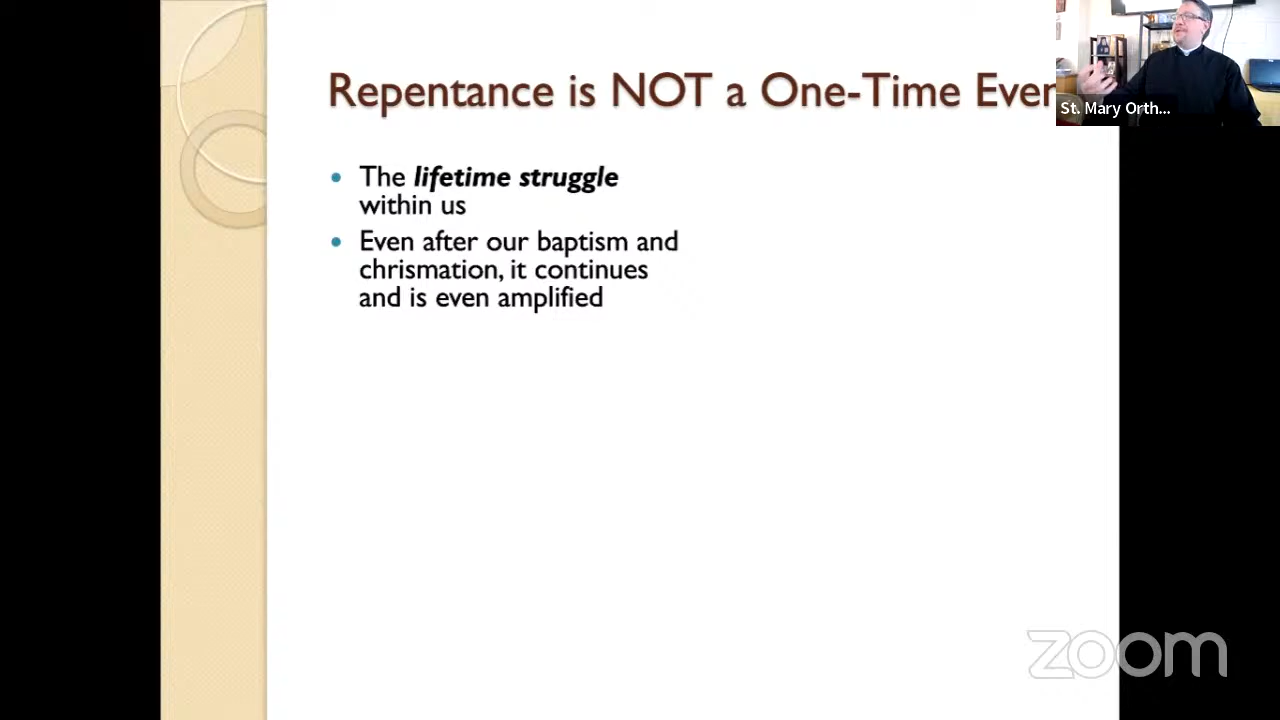 Repentance is NOT a One-Time Even
The lifetime struggle
within us
Even after our baptism and
chrismation, it continues
and is even amplified
St. Mary Orth...
zoom